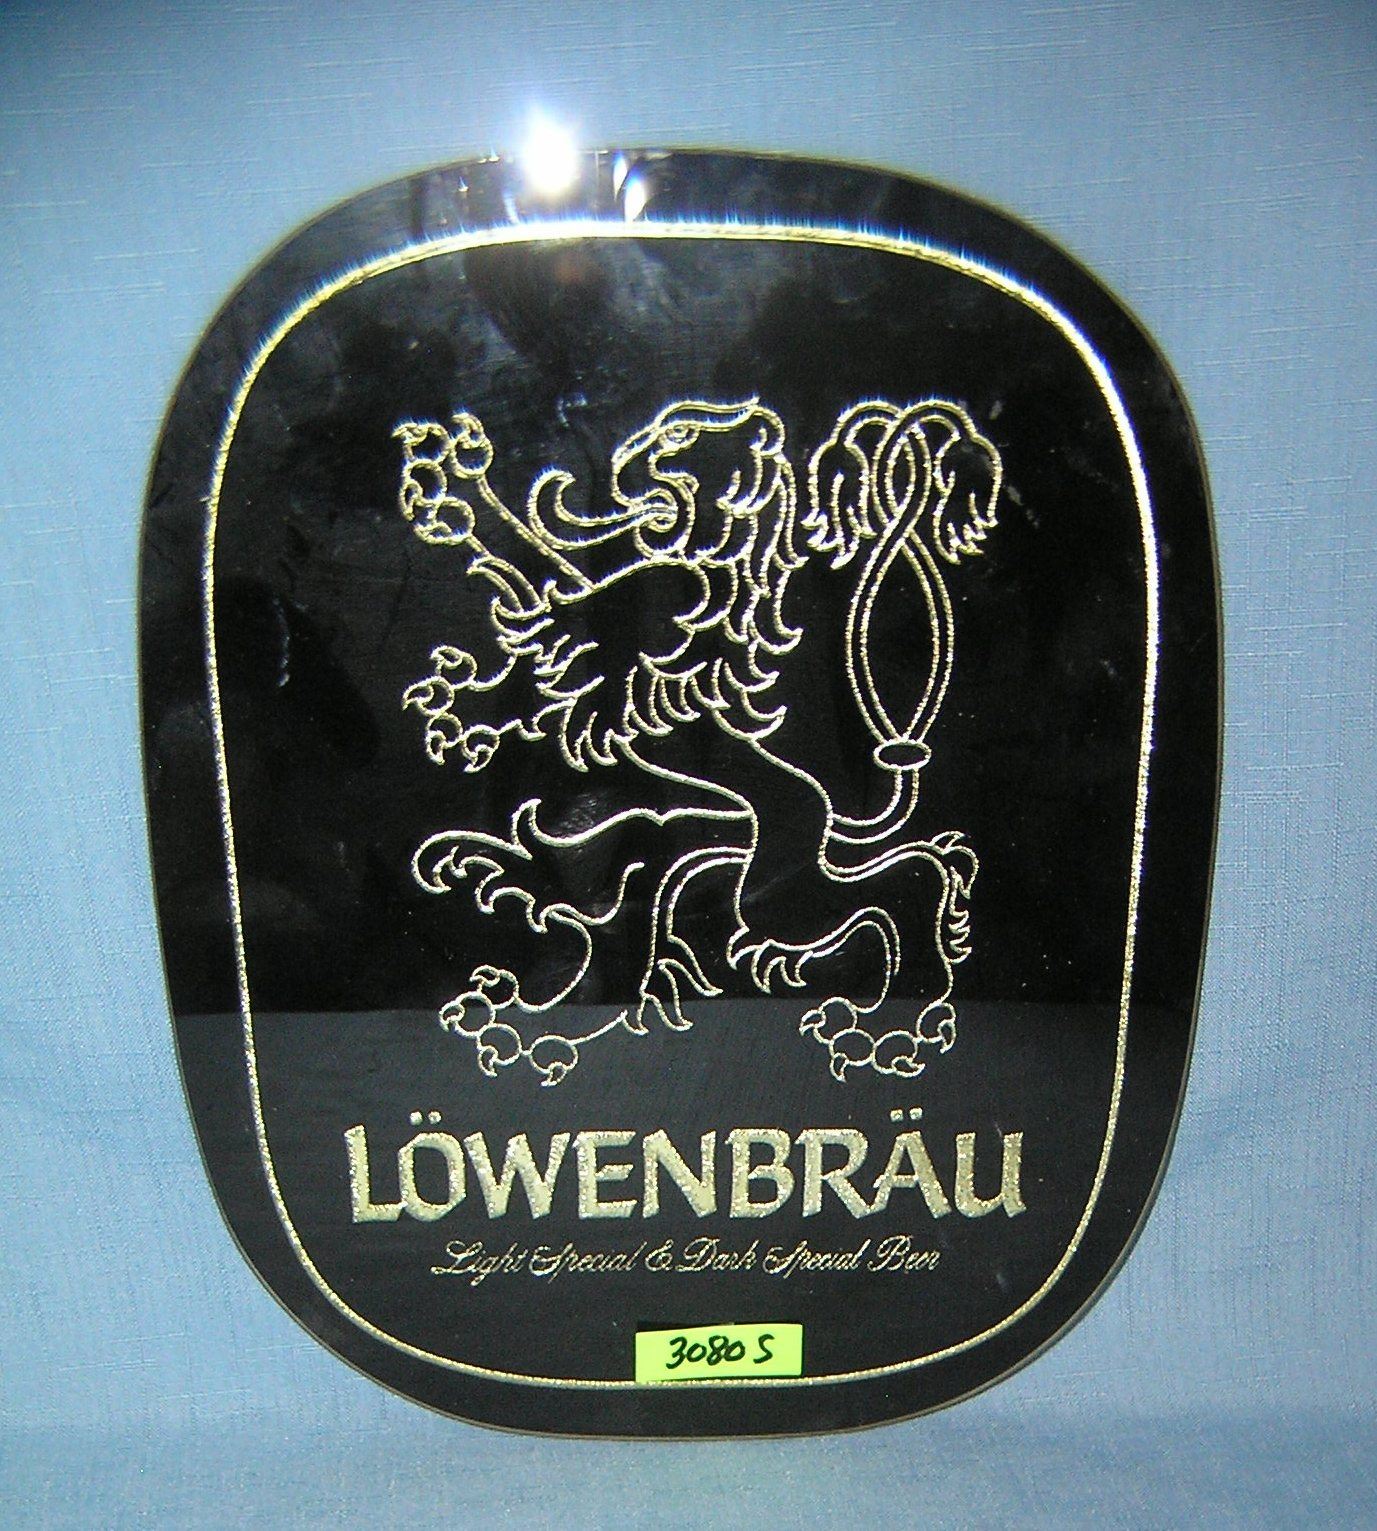 LÖWENBRÄU
Light Special & Dark Special Beer
3080 S